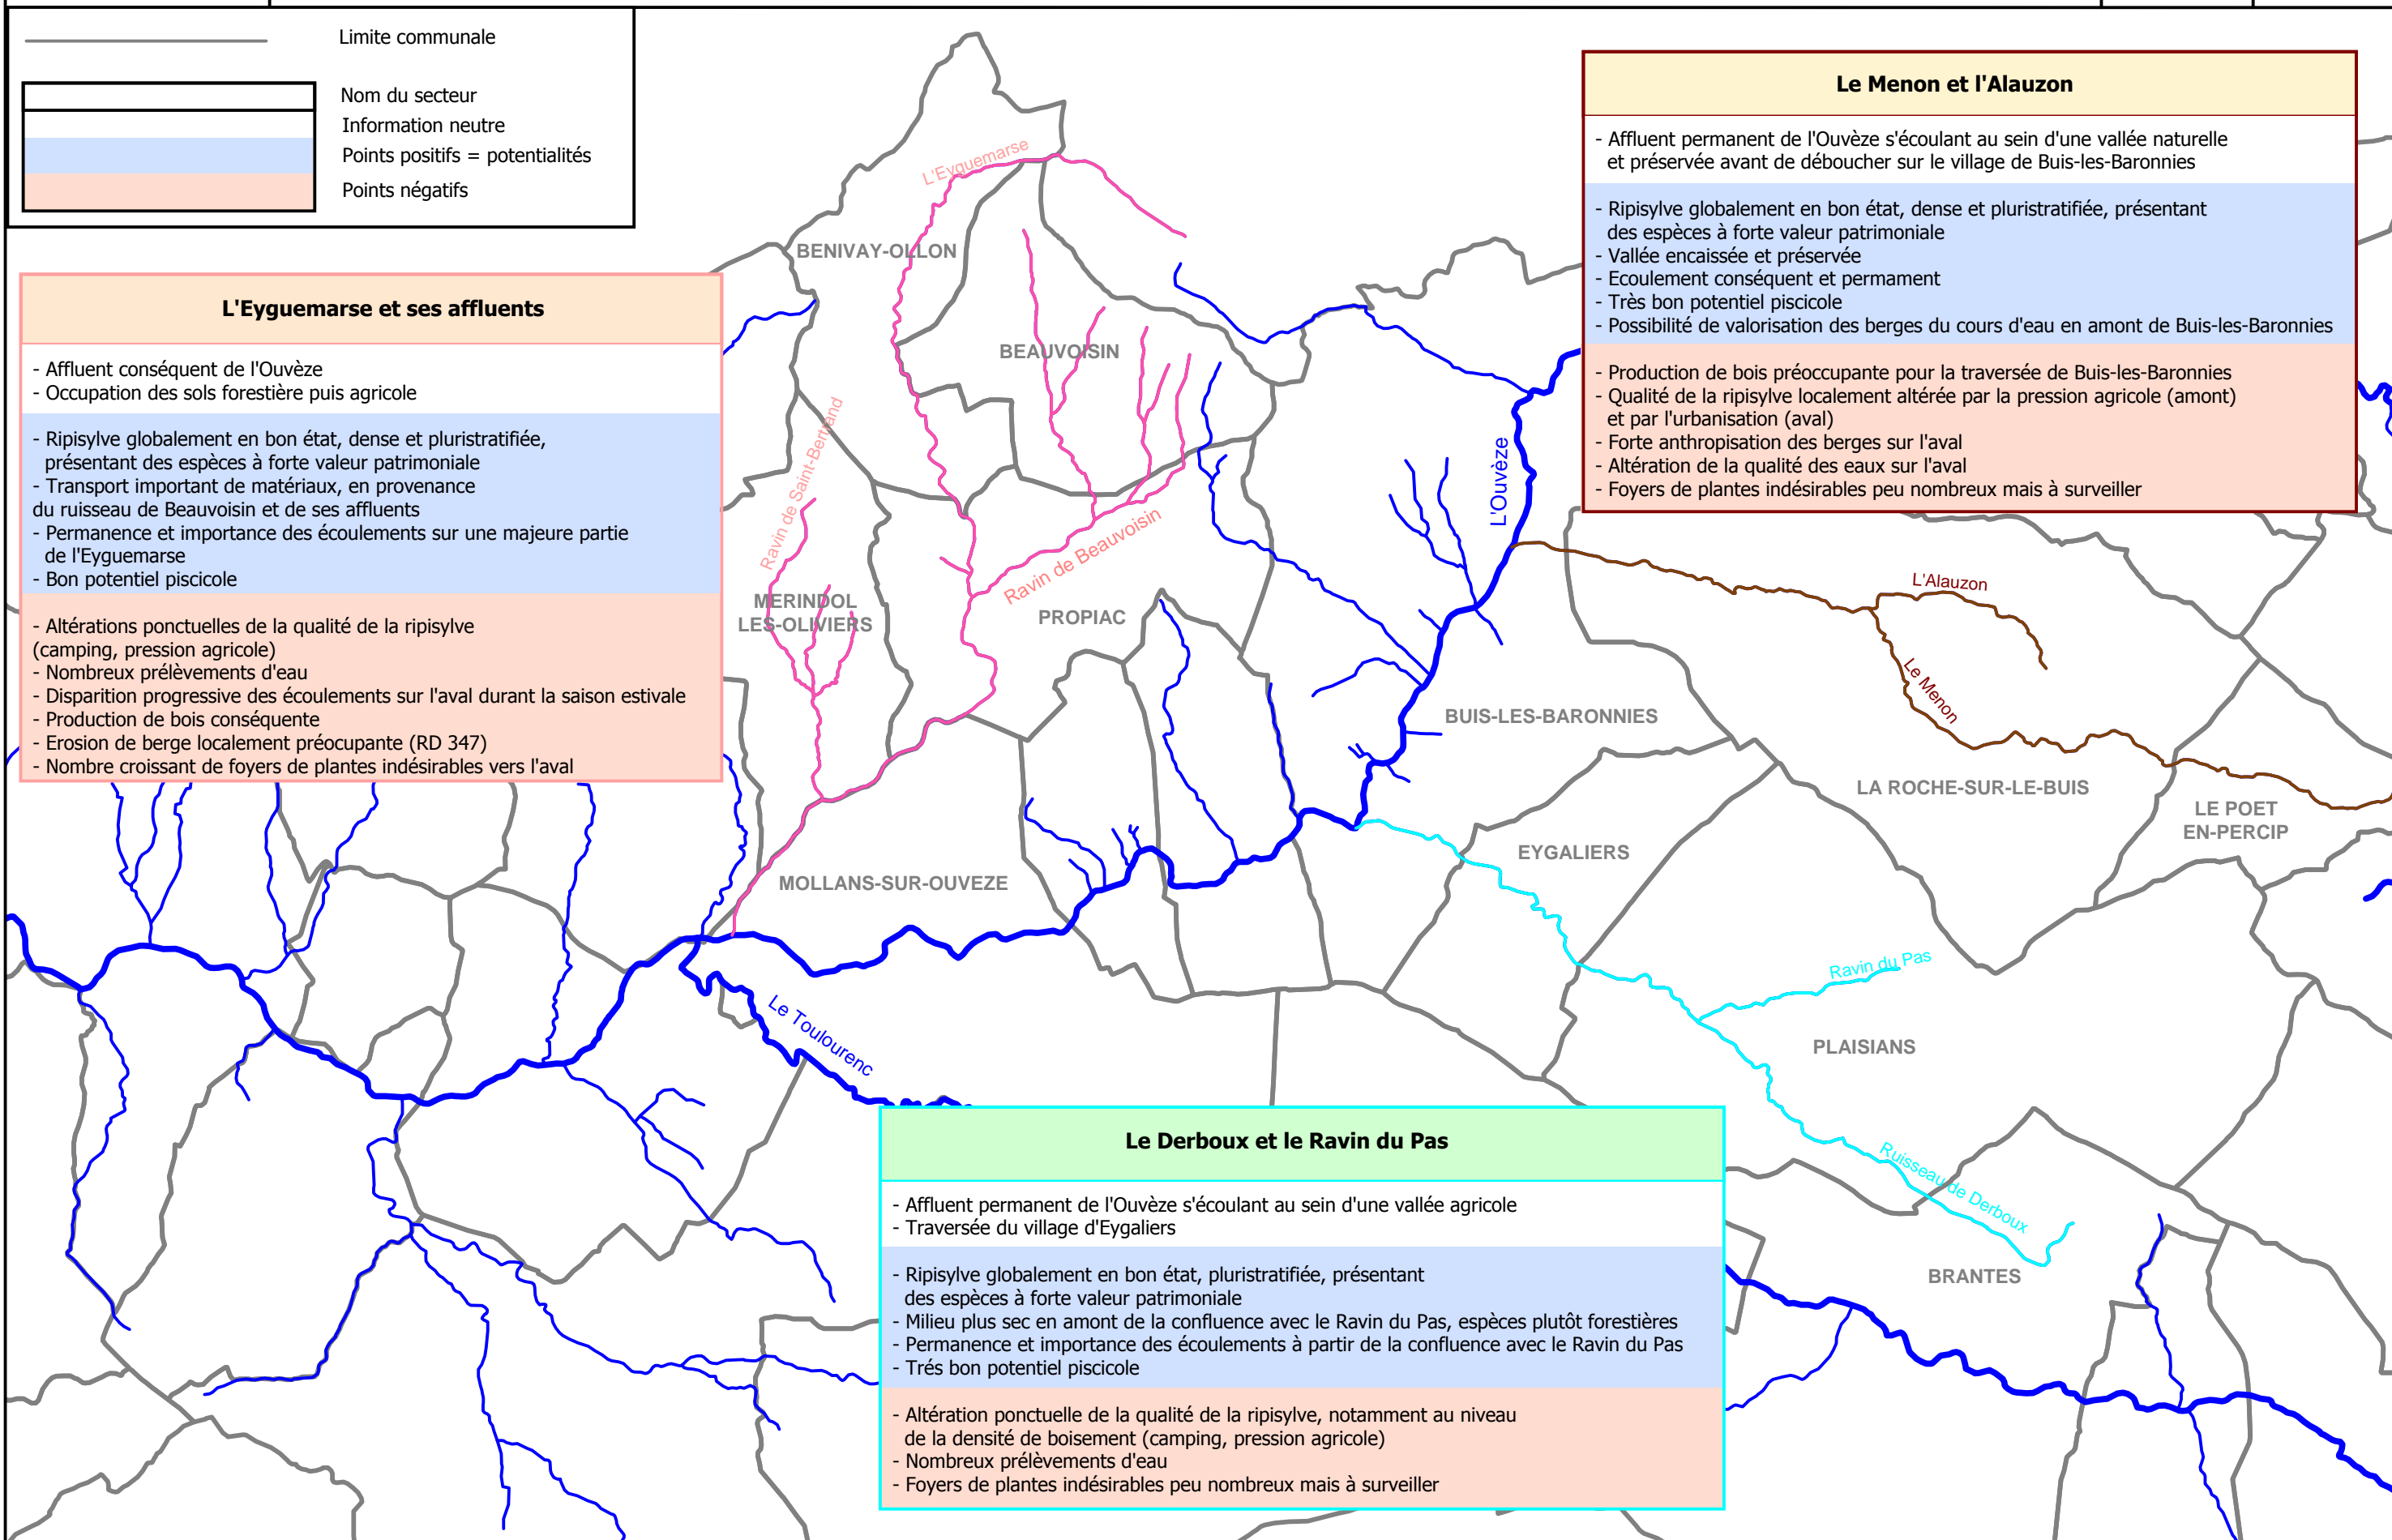 Limite communale
Nom du secteur
Information neutre
Points positifs = potentialités
Points négatifs
Le Menon et l'Alauzon
- Affluent permanent de l'Ouvèze s'écoulant au sein d'une vallée naturelle
et préservée avant de déboucher sur le village de Buis-les-Baronnies
- Ripisylve globalement en bon état, dense et pluristratifiée, présentant
des espèces à forte valeur patrimoniale
- Vallée encaissée et préservée
- Ecoulement conséquent et permament
- Très bon potentiel piscicole
- Possibilité de valorisation des berges du cours d'eau en amont de Buis-les-Baronnies
- Production de bois préoccupante pour la traversée de Buis-les-Baronnies
- Qualité de la ripisylve localement altérée par la pression agricole (amont)
et par l'urbanisation (aval)
- Forte anthropisation des berges sur l'aval
- Altération de la qualité des eaux sur l'aval
- Foyers de plantes indésirables peu nombreux mais à surveiller
L'Eyguemarse et ses affluents
- Affluent conséquent de l'Ouvèze
- Occupation des sols forestière puis agricole
- Ripisylve globalement en bon état, dense et pluristratifiée,
présentant des espèces à forte valeur patrimoniale
- Transport important de matériaux, en provenance
du ruisseau de Beauvoisin et de ses affluents
- Permanence et importance des écoulements sur une majeure partie
de l'Eyguemarse
- Bon potentiel piscicole
- Altérations ponctuelles de la qualité de la ripisylve
(camping, pression agricole)
- Nombreux prélèvements d'eau
- Disparition progressive des écoulements sur l'aval durant la saison estivale
- Production de bois conséquente
- Erosion de berge localement préocupante (RD 347)
- Nombre croissant de foyers de plantes indésirables vers l'aval
L'Eyguemarse
BENIVAY-OLLON
BEAUVOISIN
Ravin de Saint-Bertrand
L'Ouvèze
Ravin de Beauvoisin
MERINDOL
LES-OLIVIERS
PROPIAC
L'Alauzon
Le Menon
BUIS-LES-BARONNIES
LA ROCHE-SUR-LE-BUIS
LE POET
EN-PERCIP
EYGALIERS
MOLLANS-SUR-OUVEZE
Ravin du Pas
Le Toulourenc
PLAISIANS
Ruisseau de Derboux
BRANTES
Le Derboux et le Ravin du Pas
- Affluent permanent de l'Ouvèze s'écoulant au sein d'une vallée agricole
- Traversée du village d'Eygaliers
- Ripisylve globalement en bon état, pluristratifiée, présentant
des espèces à forte valeur patrimoniale
- Milieu plus sec en amont de la confluence avec le Ravin du Pas, espèces plutôt forestières
- Permanence et importance des écoulements à partir de la confluence avec le Ravin du Pas
- Trés bon potentiel piscicole
- Altération ponctuelle de la qualité de la ripisylve, notamment au niveau
de la densité de boisement (camping, pression agricole)
- Nombreux prélèvements d'eau
- Foyers de plantes indésirables peu nombreux mais à surveiller